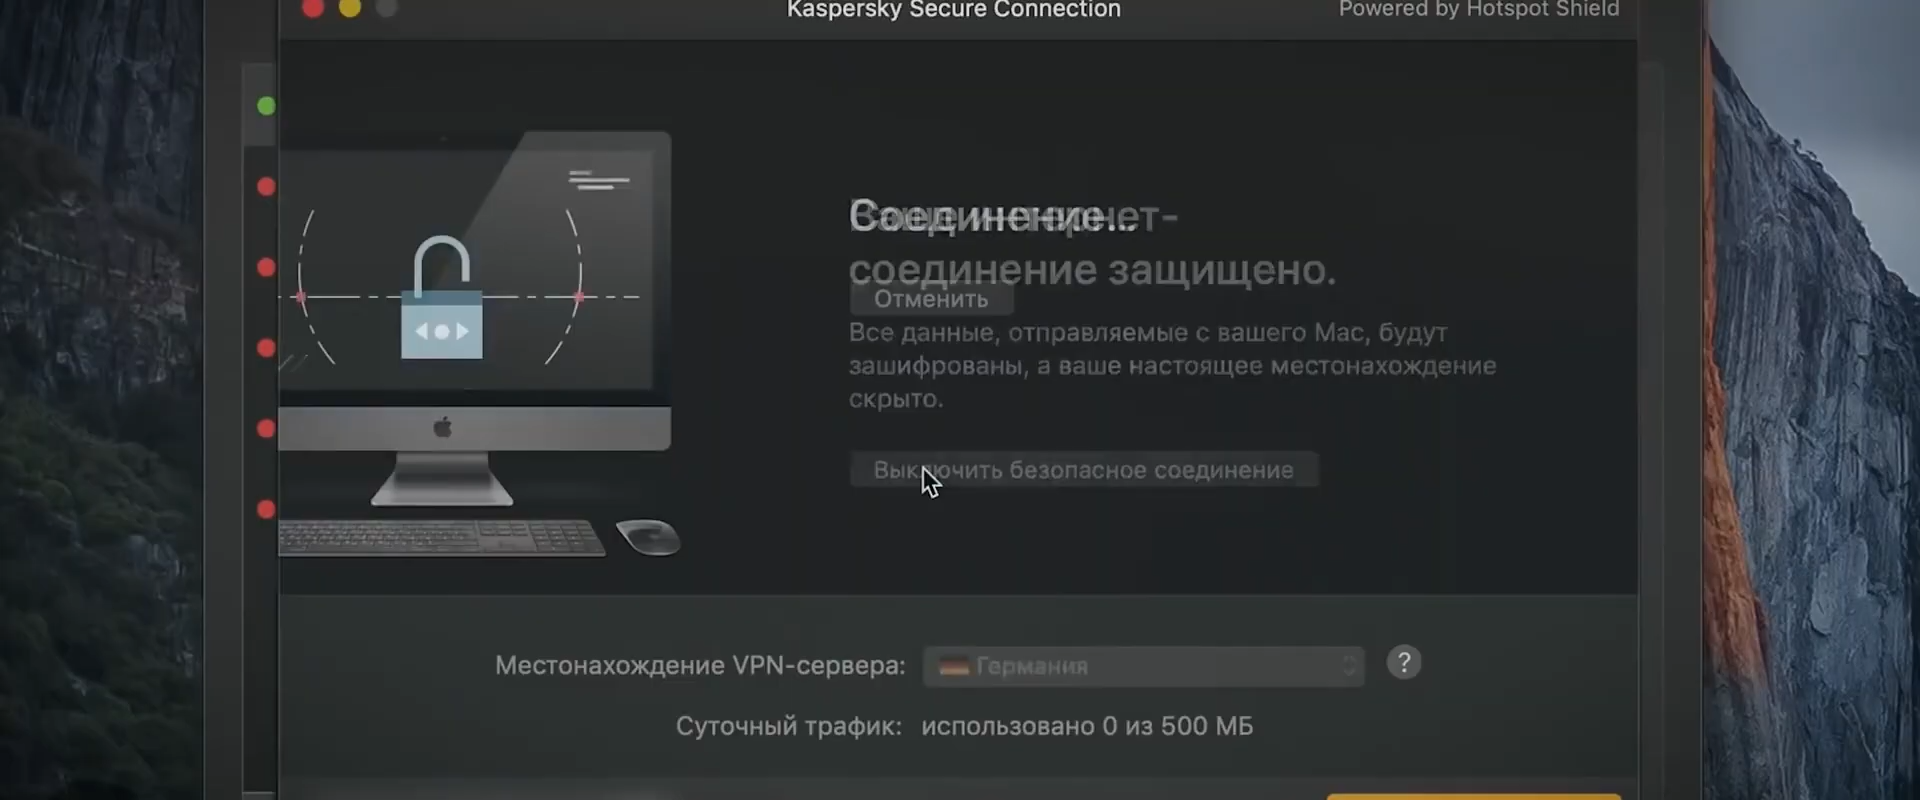 Kaspersky Secure Connection
Powered by Hotspot Shield
Соединение...
соединение защищено.
Отменить
Все данные, отправляемые с вашего Mac, будут
зашифрованы, а ваше настоящее местонахождение
скрыто.
Выключить безопасное соединение
Местонахождение VPN-сервера:
Германия
?
Суточный трафик: использовано 0 из 500 МБ